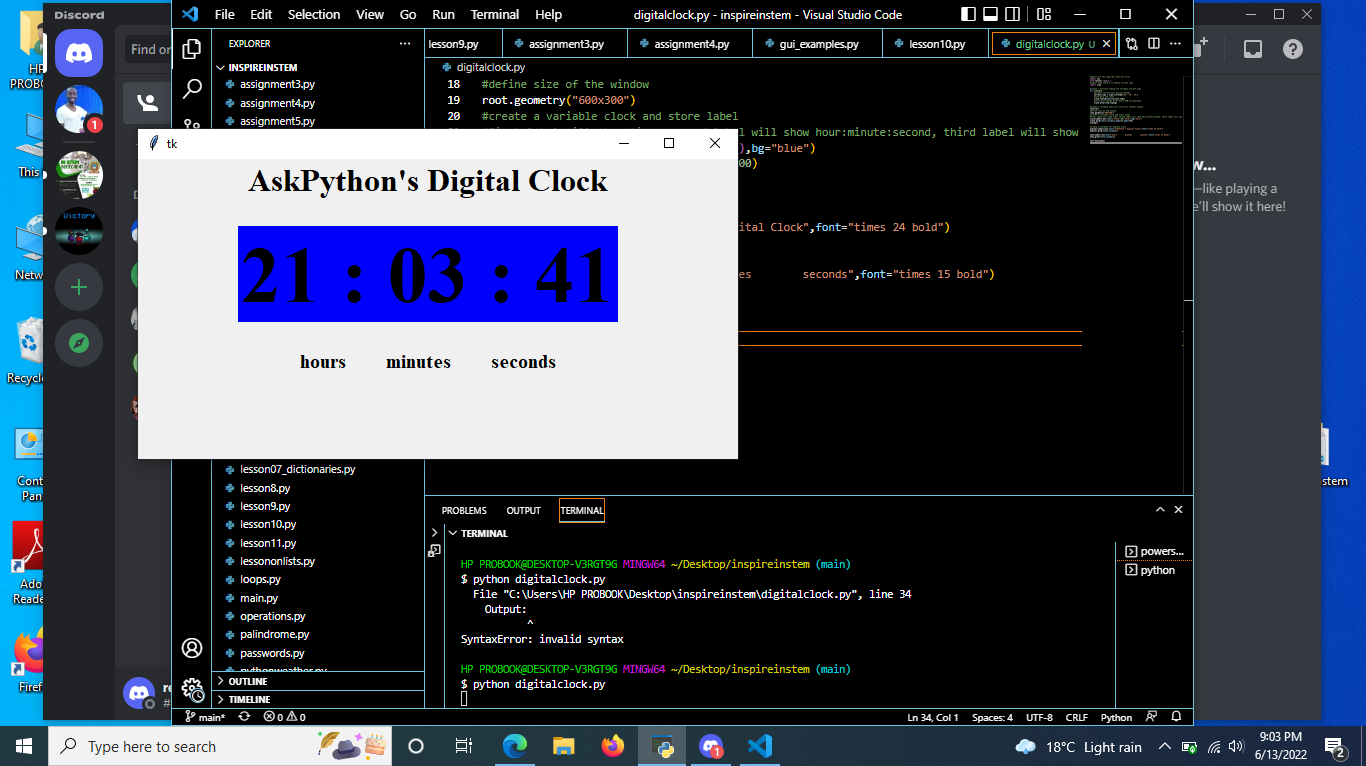 Discord
File Edit Selection View Go Run Terminal Help
digitalclock.py - inspireinstem - Visual Studio Code
Find or
EXPLORER
INSPIREINSTEM
assignment3.py
assignment4.py
assignment5.py
lesson9.py assignment3.py assignment4.py gui_examples.py lesson10.py digitalclock.py U
digitalclock.py
18 #define size of the window
19 root.geometry("600x300")
20 #create a variable clock and store label
l will show hour:minute:second, third label will show
),bg="blue")
00)
ital Clock",font="times 24 bold")
es seconds",font="times 15 bold")
tk
AskPython's Digital Clock
21 : 03 : 41
hours minutes seconds
lesson07_dictionaries.py
lesson8.py
lesson9.py
lesson10.py
lesson11.py
lessononlists.py
loops.py
main.py
operations.py
palindrome.py
passwords.py
pythonweather.py
OUTLINE
TIMELINE
PROBLEMS OUTPUT TERMINAL
TERMINAL
HP PROBOOK@DESKTOP-V3RGT9G MINGW64 ~/Desktop/inspireinstem (main)
$ python digitalclock.py
File "C:\Users\HP PROBOOK\Desktop\inspireinstem\digitalclock.py", line 34
Output:
^
SyntaxError: invalid syntax
HP PROBOOK@DESKTOP-V3RGT9G MINGW64 ~/Desktop/inspireinstem (main)
$ python digitalclock.py
powers...
python
main* 0 0
Ln 34, Col 1 Spaces: 4 UTF-8 CRLF Python
w...
—like playing a
e'll show it here!
HP
PROBC
This
Netw
Recycle
Cont
Pan
Ado
Reade
Firef
stem
Victory
1
re
#
Type here to search
1
18°C Light rain
9:03 PM
6/13/2022
2